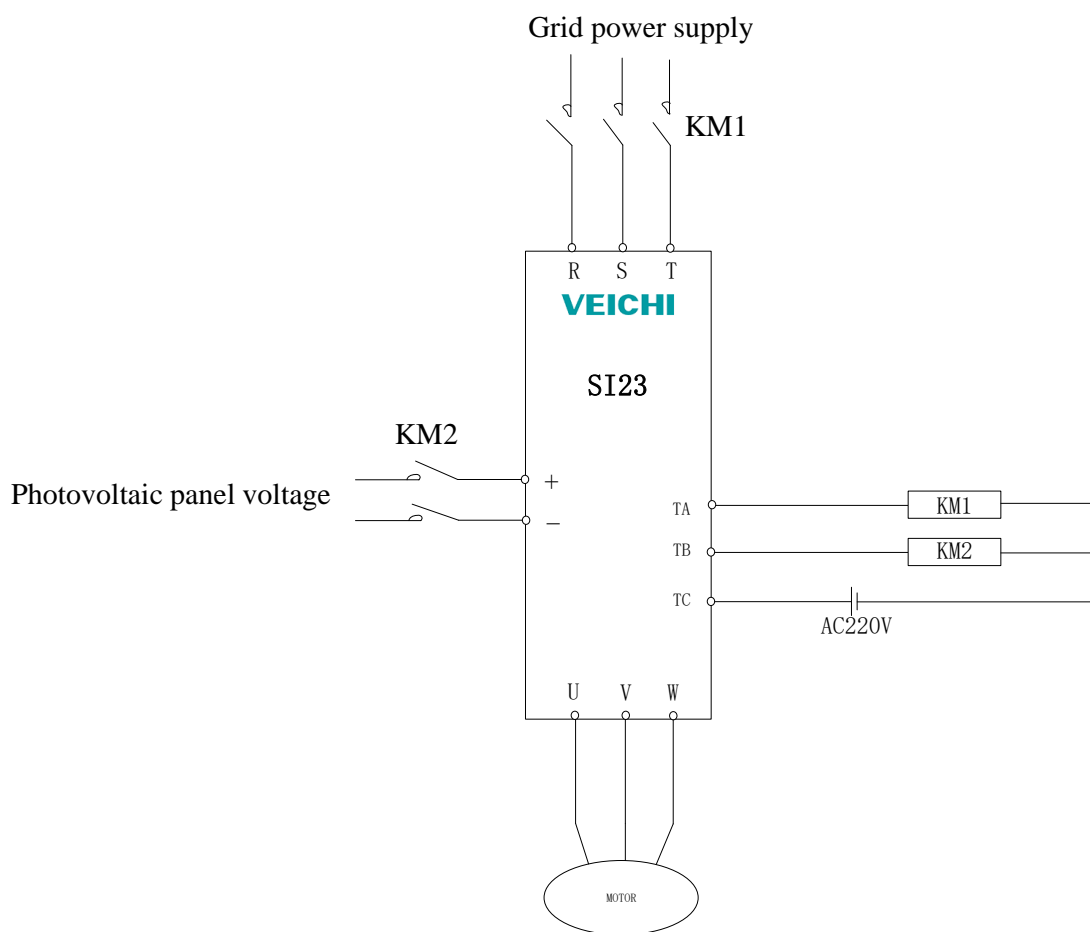 Grid power supply
KM1
R S T
VEICHI
SI23
KM2
Photovoltaic panel voltage
+
−
TA
KM1
TB
KM2
TC
AC220V
U V W
MOTOR